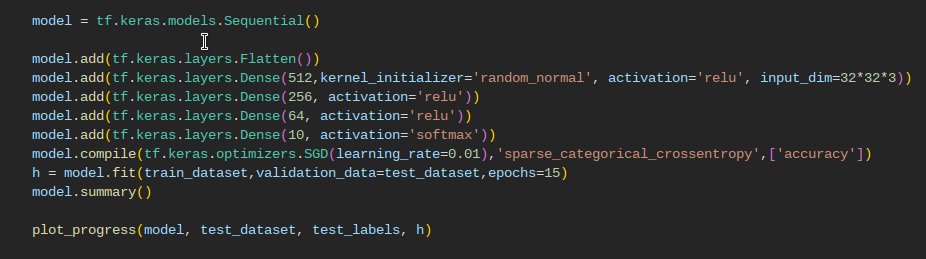 model = tf.keras.models.Sequential()
model.add(tf.keras.layers.Flatten())
model.add(tf.keras.layers.Dense(512,kernel_initializer='random_normal', activation='relu', input_dim=32*32*3))
model.add(tf.keras.layers.Dense(256, activation='relu'))
model.add(tf.keras.layers.Dense(64, activation='relu'))
model.add(tf.keras.layers.Dense(10, activation='softmax'))
model.compile(tf.keras.optimizers.SGD(learning_rate=0.01),'sparse_categorical_crossentropy',['accuracy'])
h = model.fit(train_dataset,validation_data=test_dataset,epochs=15)
model.summary()
plot_progress(model, test_dataset, test_labels, h)